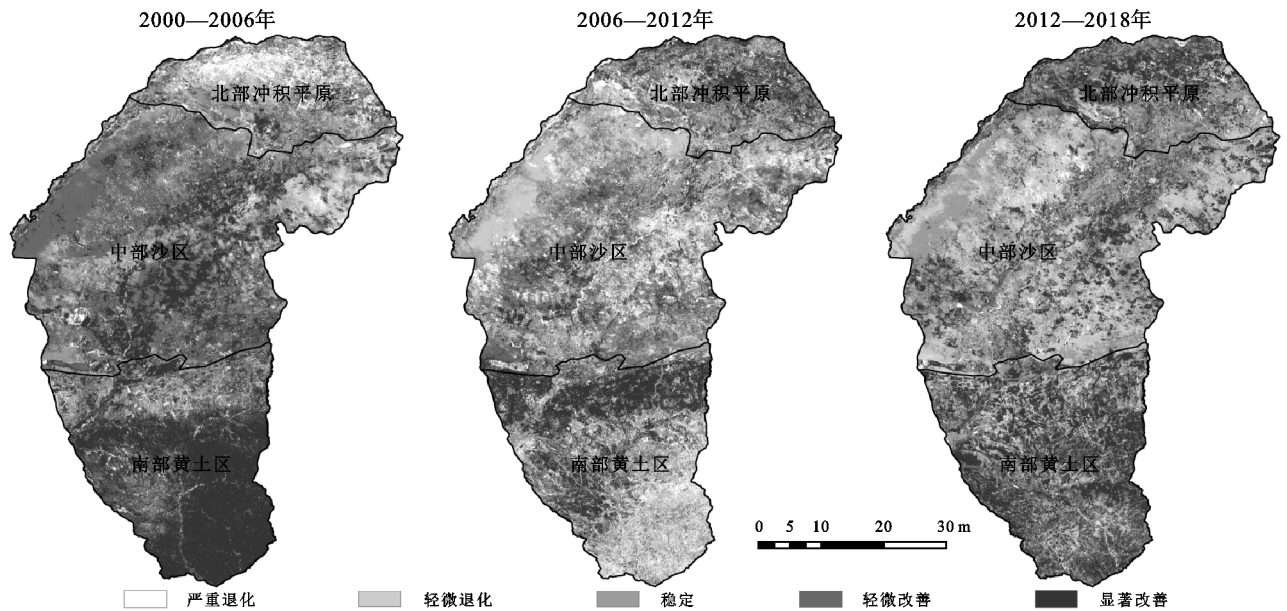 2000—2006年
2006—2012年
2012—2018年
北部冲积平原
北部冲积平原
北部冲积平原
中部沙区
中部沙区
中部沙区
南部黄土区
南部黄土区
南部黄土区
0 5 10 20 30 m
严重退化 轻微退化 稳定 轻微改善 显著改善